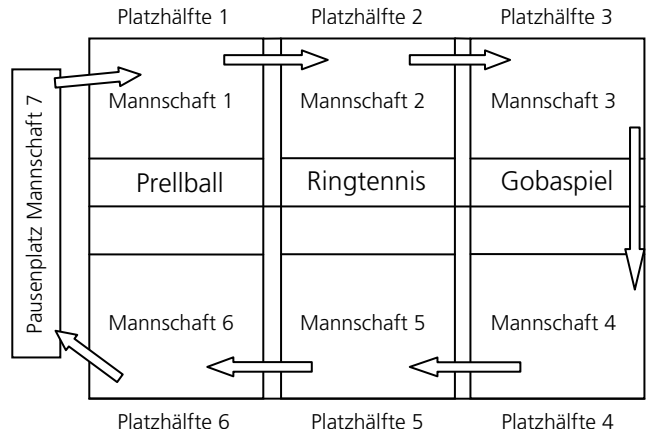 Platzhälfte 1 Platzhälfte 2 Platzhälfte 3
Pausenplatz Mannschaft 7
Mannschaft 1 Mannschaft 2 Mannschaft 3
Prellball Ringtennis Gobaspiel
Mannschaft 6 Mannschaft 5 Mannschaft 4
Platzhälfte 6 Platzhälfte 5 Platzhälfte 4